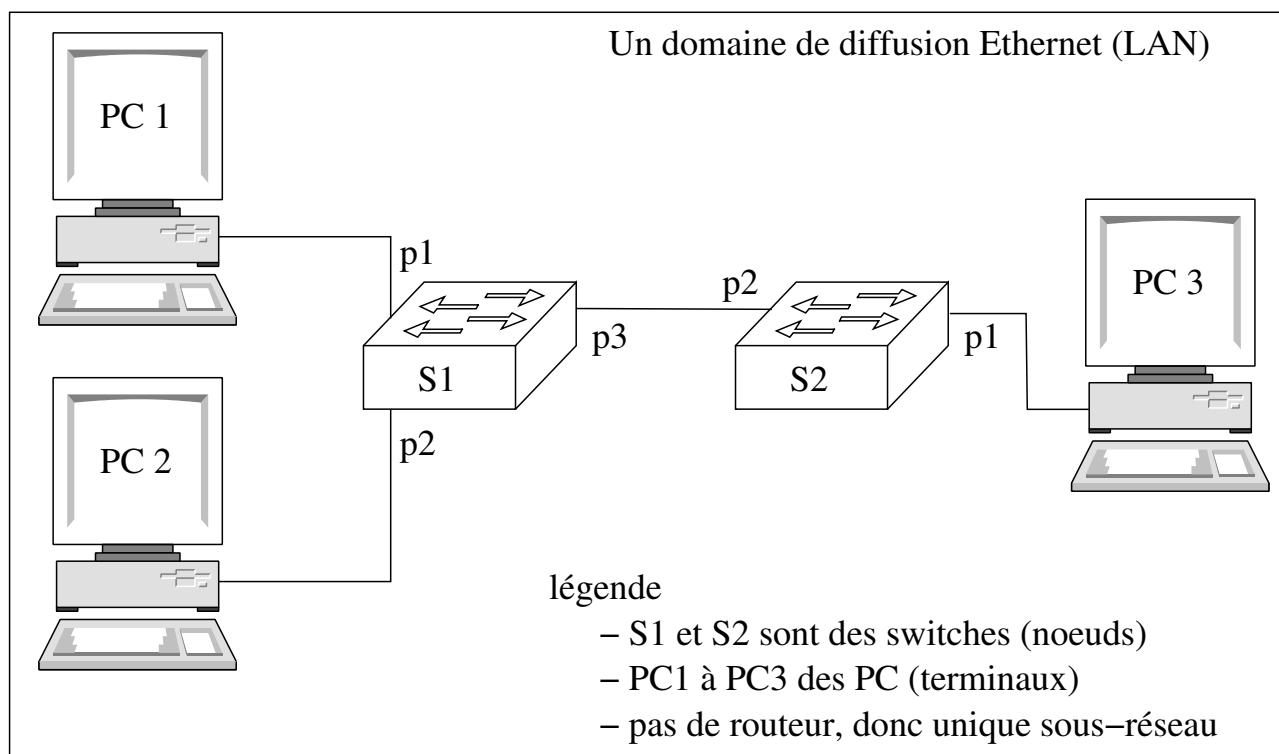 Un domaine de diffusion Ethernet (LAN)
PC 1
p1
p2
PC 3
p3
p1
S1
S2
p2
PC 2
légende
− S1 et S2 sont des switches (noeuds)
− PC1 à PC3 des PC (terminaux)
− pas de routeur, donc unique sous−réseau